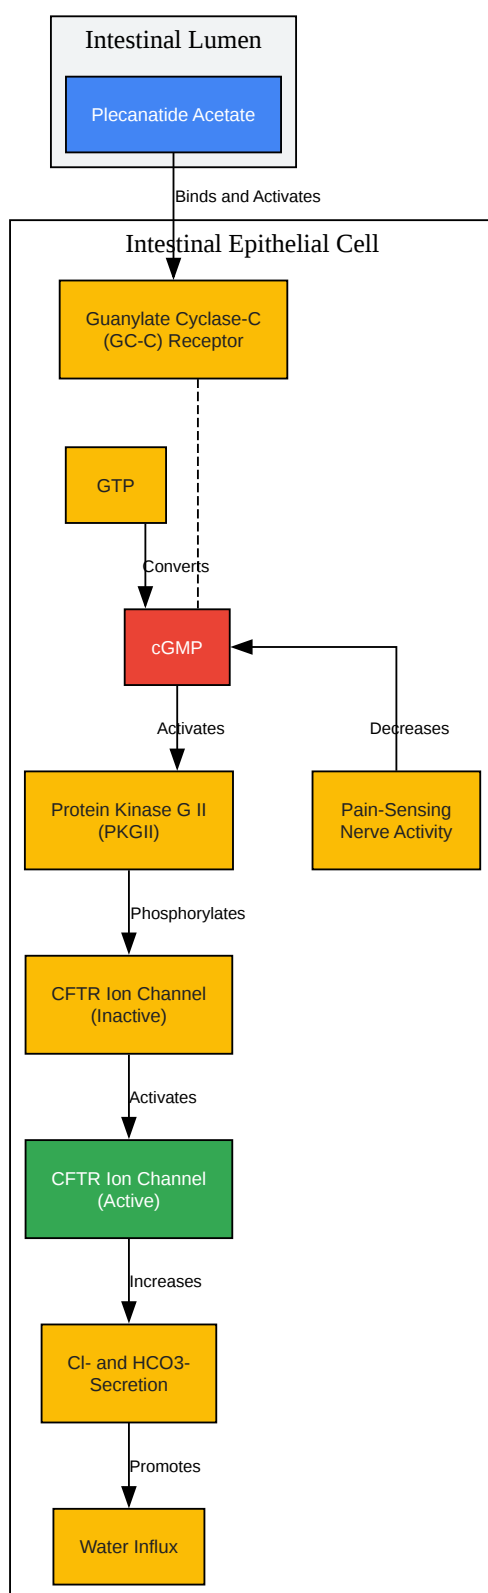 Intestinal Lumen
Plecanatide Acetate
Binds and Activates
Intestinal Epithelial Cell
Guanylate Cyclase-C
(GC-C) Receptor
GTP
Converts
cGMP
Activates
Decreases
Protein Kinase G II
(PKGII)
Pain-Sensing
Nerve Activity
Phosphorylates
CFTR Ion Channel
(Inactive)
Activates
CFTR Ion Channel
(Active)
Increases
Cl- and HCO3-
Secretion
Promotes
Water Influx